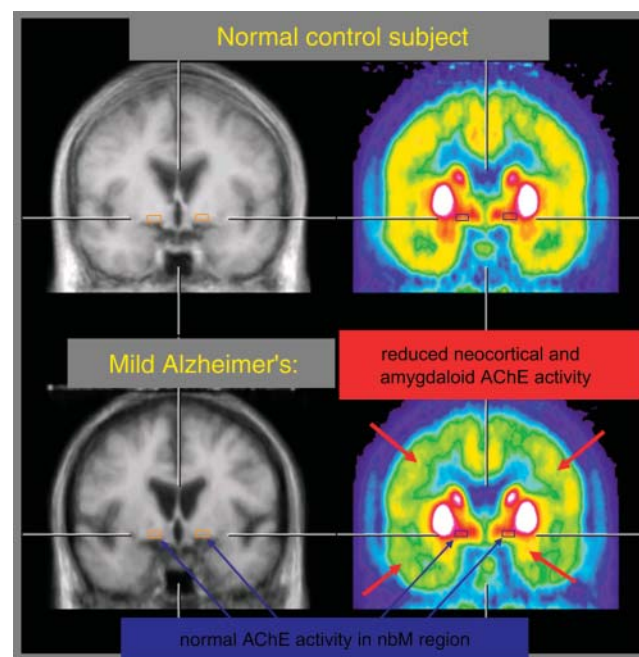 Normal control subject
Mild Alzheimer's:
reduced neocortical and
amygdaloid AChE activity
normal AChE activity in nbM region